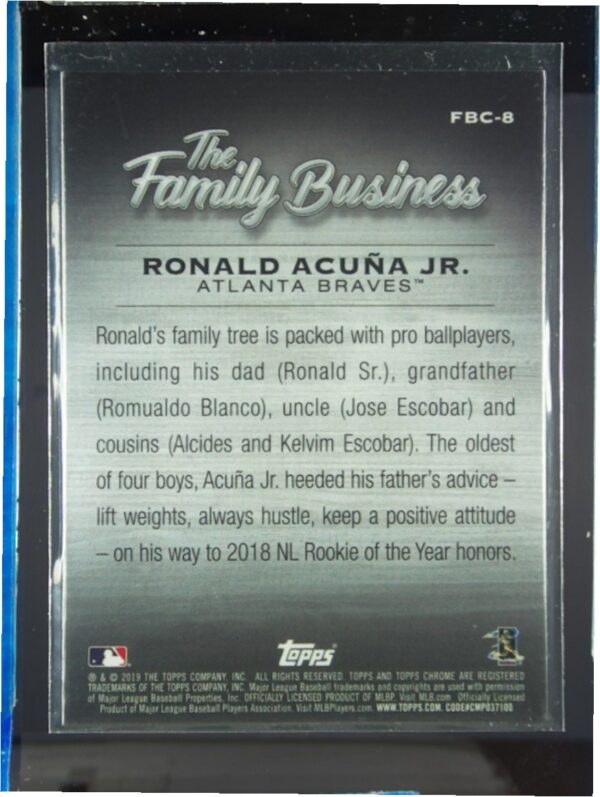 FBC-8
The
Family Business
RONALD ACUÑA JR.
ATLANTA BRAVES™
Ronald's family tree is packed with pro ballplayers,
including his dad (Ronald Sr.), grandfather
(Romualdo Blanco), uncle (Jose Escobar) and
cousins (Alcides and Kelvim Escobar). The oldest
of four boys, Acuña Jr. heeded his father's advice –
lift weights, always hustle, keep a positive attitude
– on his way to 2018 NL Rookie of the Year honors.
topps
® & © 2019 THE TOPPS COMPANY, INC. ALL RIGHTS RESERVED. TOPPS AND TOPPS CHROME ARE REGISTERED
TRADEMARKS OF THE TOPPS COMPANY, INC. Major League Baseball trademarks and copyrights are used with permission
of Major League Baseball Properties, Inc. OFFICIALLY LICENSED PRODUCT OF MLBP. Visit MLB.com Officially Licensed
Product of Major League Baseball Players Association. Visit MLBPlayers.com. WWW.TOPPS.COM. CODE#CMP037100